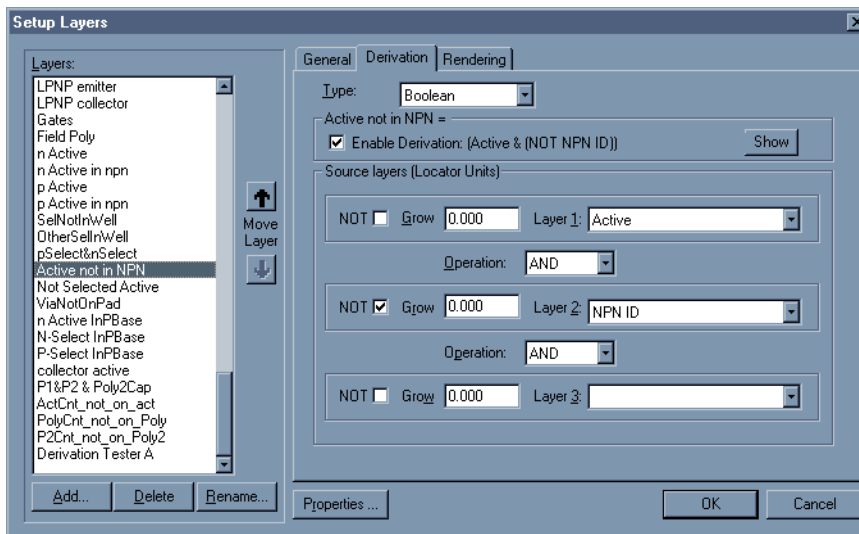 Setup Layers
Layers:
LPNP emitter
LPNP collector
Gates
Field Poly
n Active
n Active in npn
p Active
p Active in npn
SelNotInWell
OtherSelInWell
pSelect&nSelect
Active not in NPN
Not Selected Active
ViaNotOnPad
n Active InPBase
N-Select InPBase
P-Select InPBase
collector active
P1&P2 & Poly2Cap
ActCnt_not_on_act
PolyCnt_not_on_Poly
P2Cnt_not_on_Poly2
Derivation Tester A
Add...
Delete
Rename...
Move
Layer
General
Derivation
Rendering
Type:
Boolean
Active not in NPN =
Enable Derivation: (Active & (NOT NPN ID))
Show
Source layers (Locator Units)
NOT
Grow
0.000
Layer 1:
Active
Operation:
AND
NOT
Grow
0.000
Layer 2:
NPN ID
Operation:
AND
NOT
Grow
0.000
Layer 3:
Properties ...
OK
Cancel